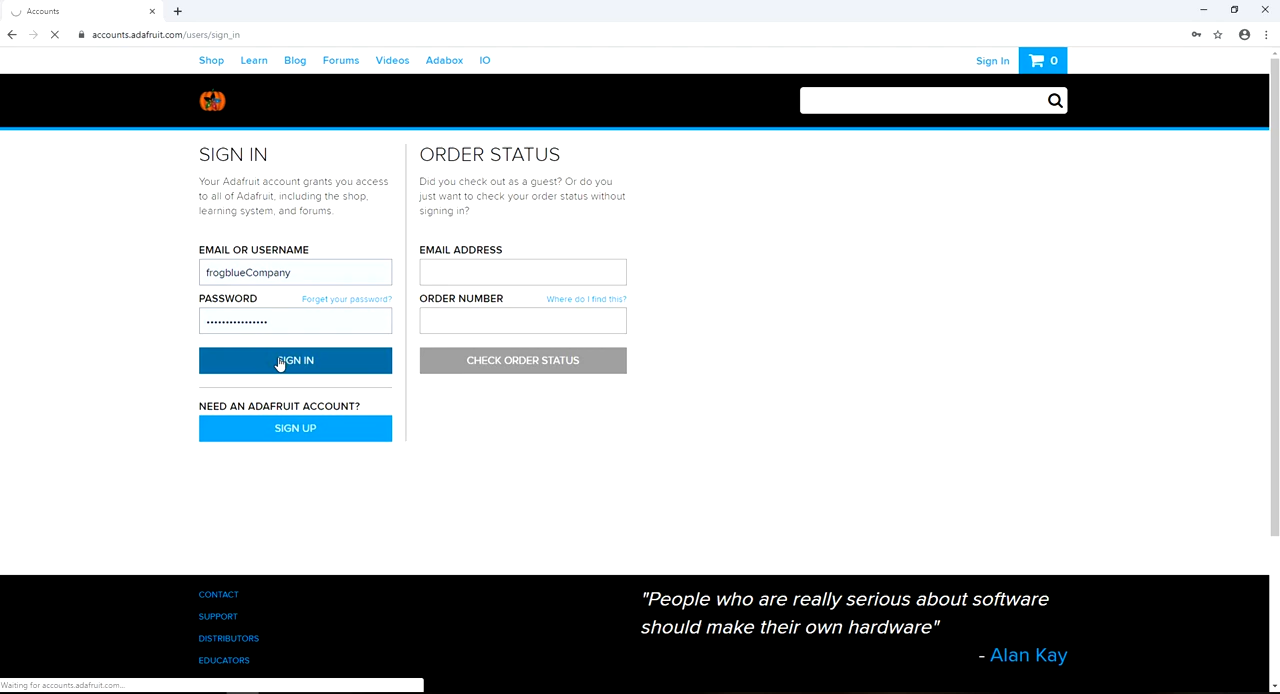 Accounts
accounts.adafruit.com/users/sign_in
Shop Learn Blog Forums Videos Adabox IO Sign In 0
SIGN IN
Your Adafruit account grants you access
to all of Adafruit, including the shop,
learning system, and forums.
EMAIL OR USERNAME
frogblueCompany
PASSWORD Forget your password?
••••••••••••••••
SIGN IN
NEED AN ADAFRUIT ACCOUNT?
SIGN UP
ORDER STATUS
Did you check out as a guest? Or do you
just want to check your order status without
signing in?
EMAIL ADDRESS
ORDER NUMBER Where do I find this?
CHECK ORDER STATUS
CONTACT
SUPPORT
DISTRIBUTORS
EDUCATORS
"People who are really serious about software
should make their own hardware"
- Alan Kay
Waiting for accounts.adafruit.com...